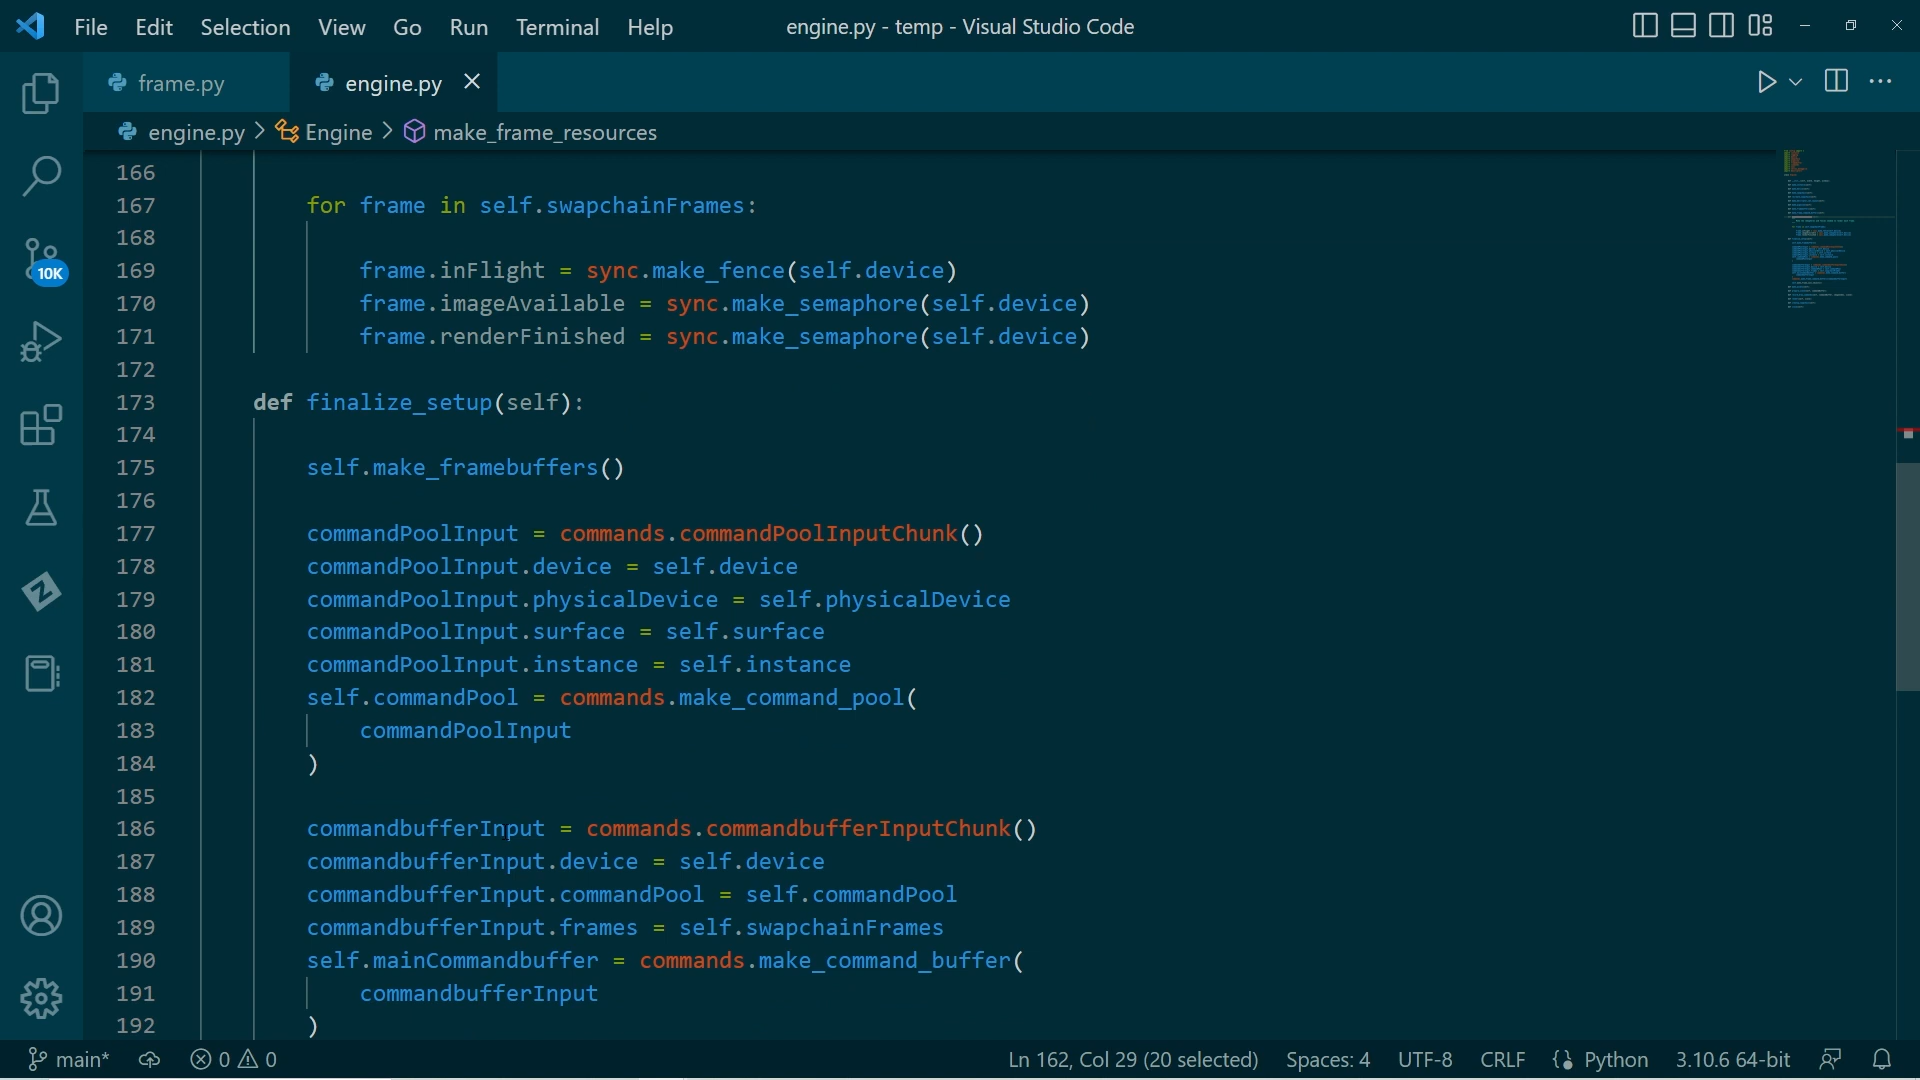 File Edit Selection View Go Run Terminal Help engine.py - temp - Visual Studio Code
frame.py engine.py
engine.py > Engine > make_frame_resources
166
167 for frame in self.swapchainFrames:
168
169 frame.inFlight = sync.make_fence(self.device)
170 frame.imageAvailable = sync.make_semaphore(self.device)
171 frame.renderFinished = sync.make_semaphore(self.device)
172
173 def finalize_setup(self):
174
175 self.make_framebuffers()
176
177 commandPoolInput = commands.commandPoolInputChunk()
178 commandPoolInput.device = self.device
179 commandPoolInput.physicalDevice = self.physicalDevice
180 commandPoolInput.surface = self.surface
181 commandPoolInput.instance = self.instance
182 self.commandPool = commands.make_command_pool(
183 commandPoolInput
184 )
185
186 commandbufferInput = commands.commandbufferInputChunk()
187 commandbufferInput.device = self.device
188 commandbufferInput.commandPool = self.commandPool
189 commandbufferInput.frames = self.swapchainFrames
190 self.mainCommandbuffer = commands.make_command_buffer(
191 commandbufferInput
192 )
10K
main* 0 0 Ln 162, Col 29 (20 selected) Spaces: 4 UTF-8 CRLF Python 3.10.6 64-bit